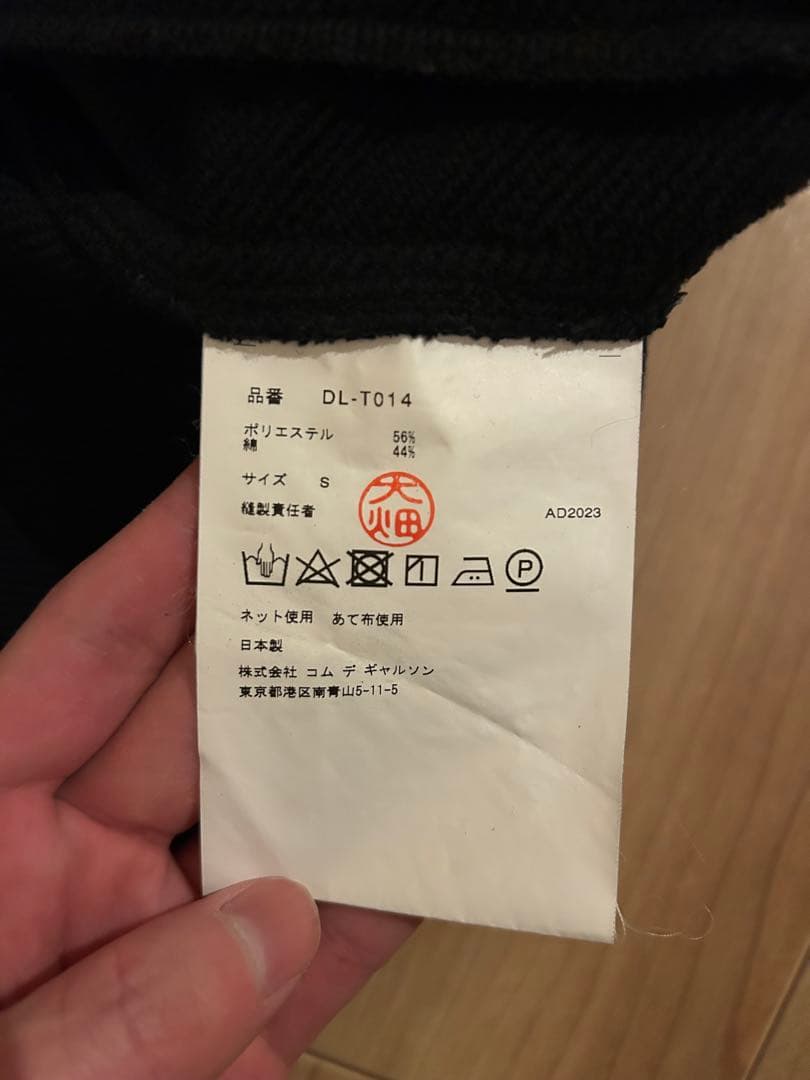 品番 DL-T014
ポリエステル 56%
綿 44%
サイズ S
縫製責任者 大畑 AD2023
P
ネット使用 あて布使用
日本製
株式会社 コム デ ギャルソン
東京都港区南青山5-11-5